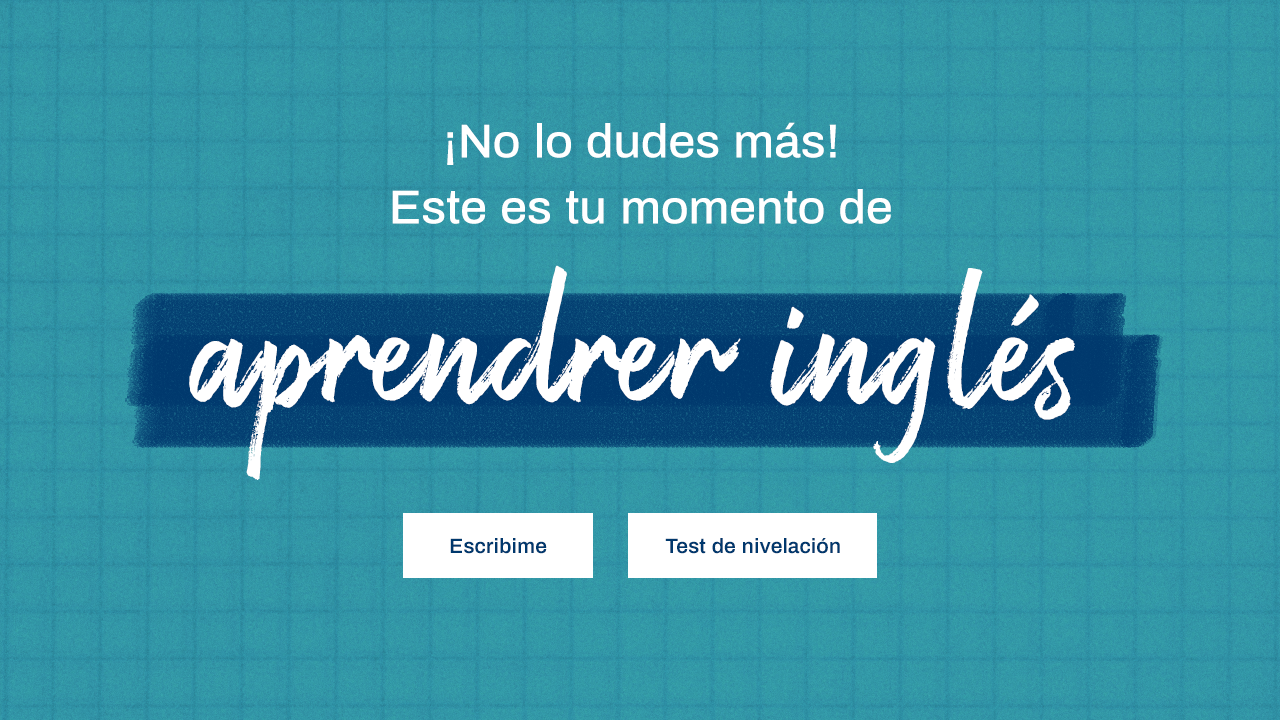 ¡No lo dudes más!
Este es tu momento de
aprendrer inglés
Escribime
Test de nivelación